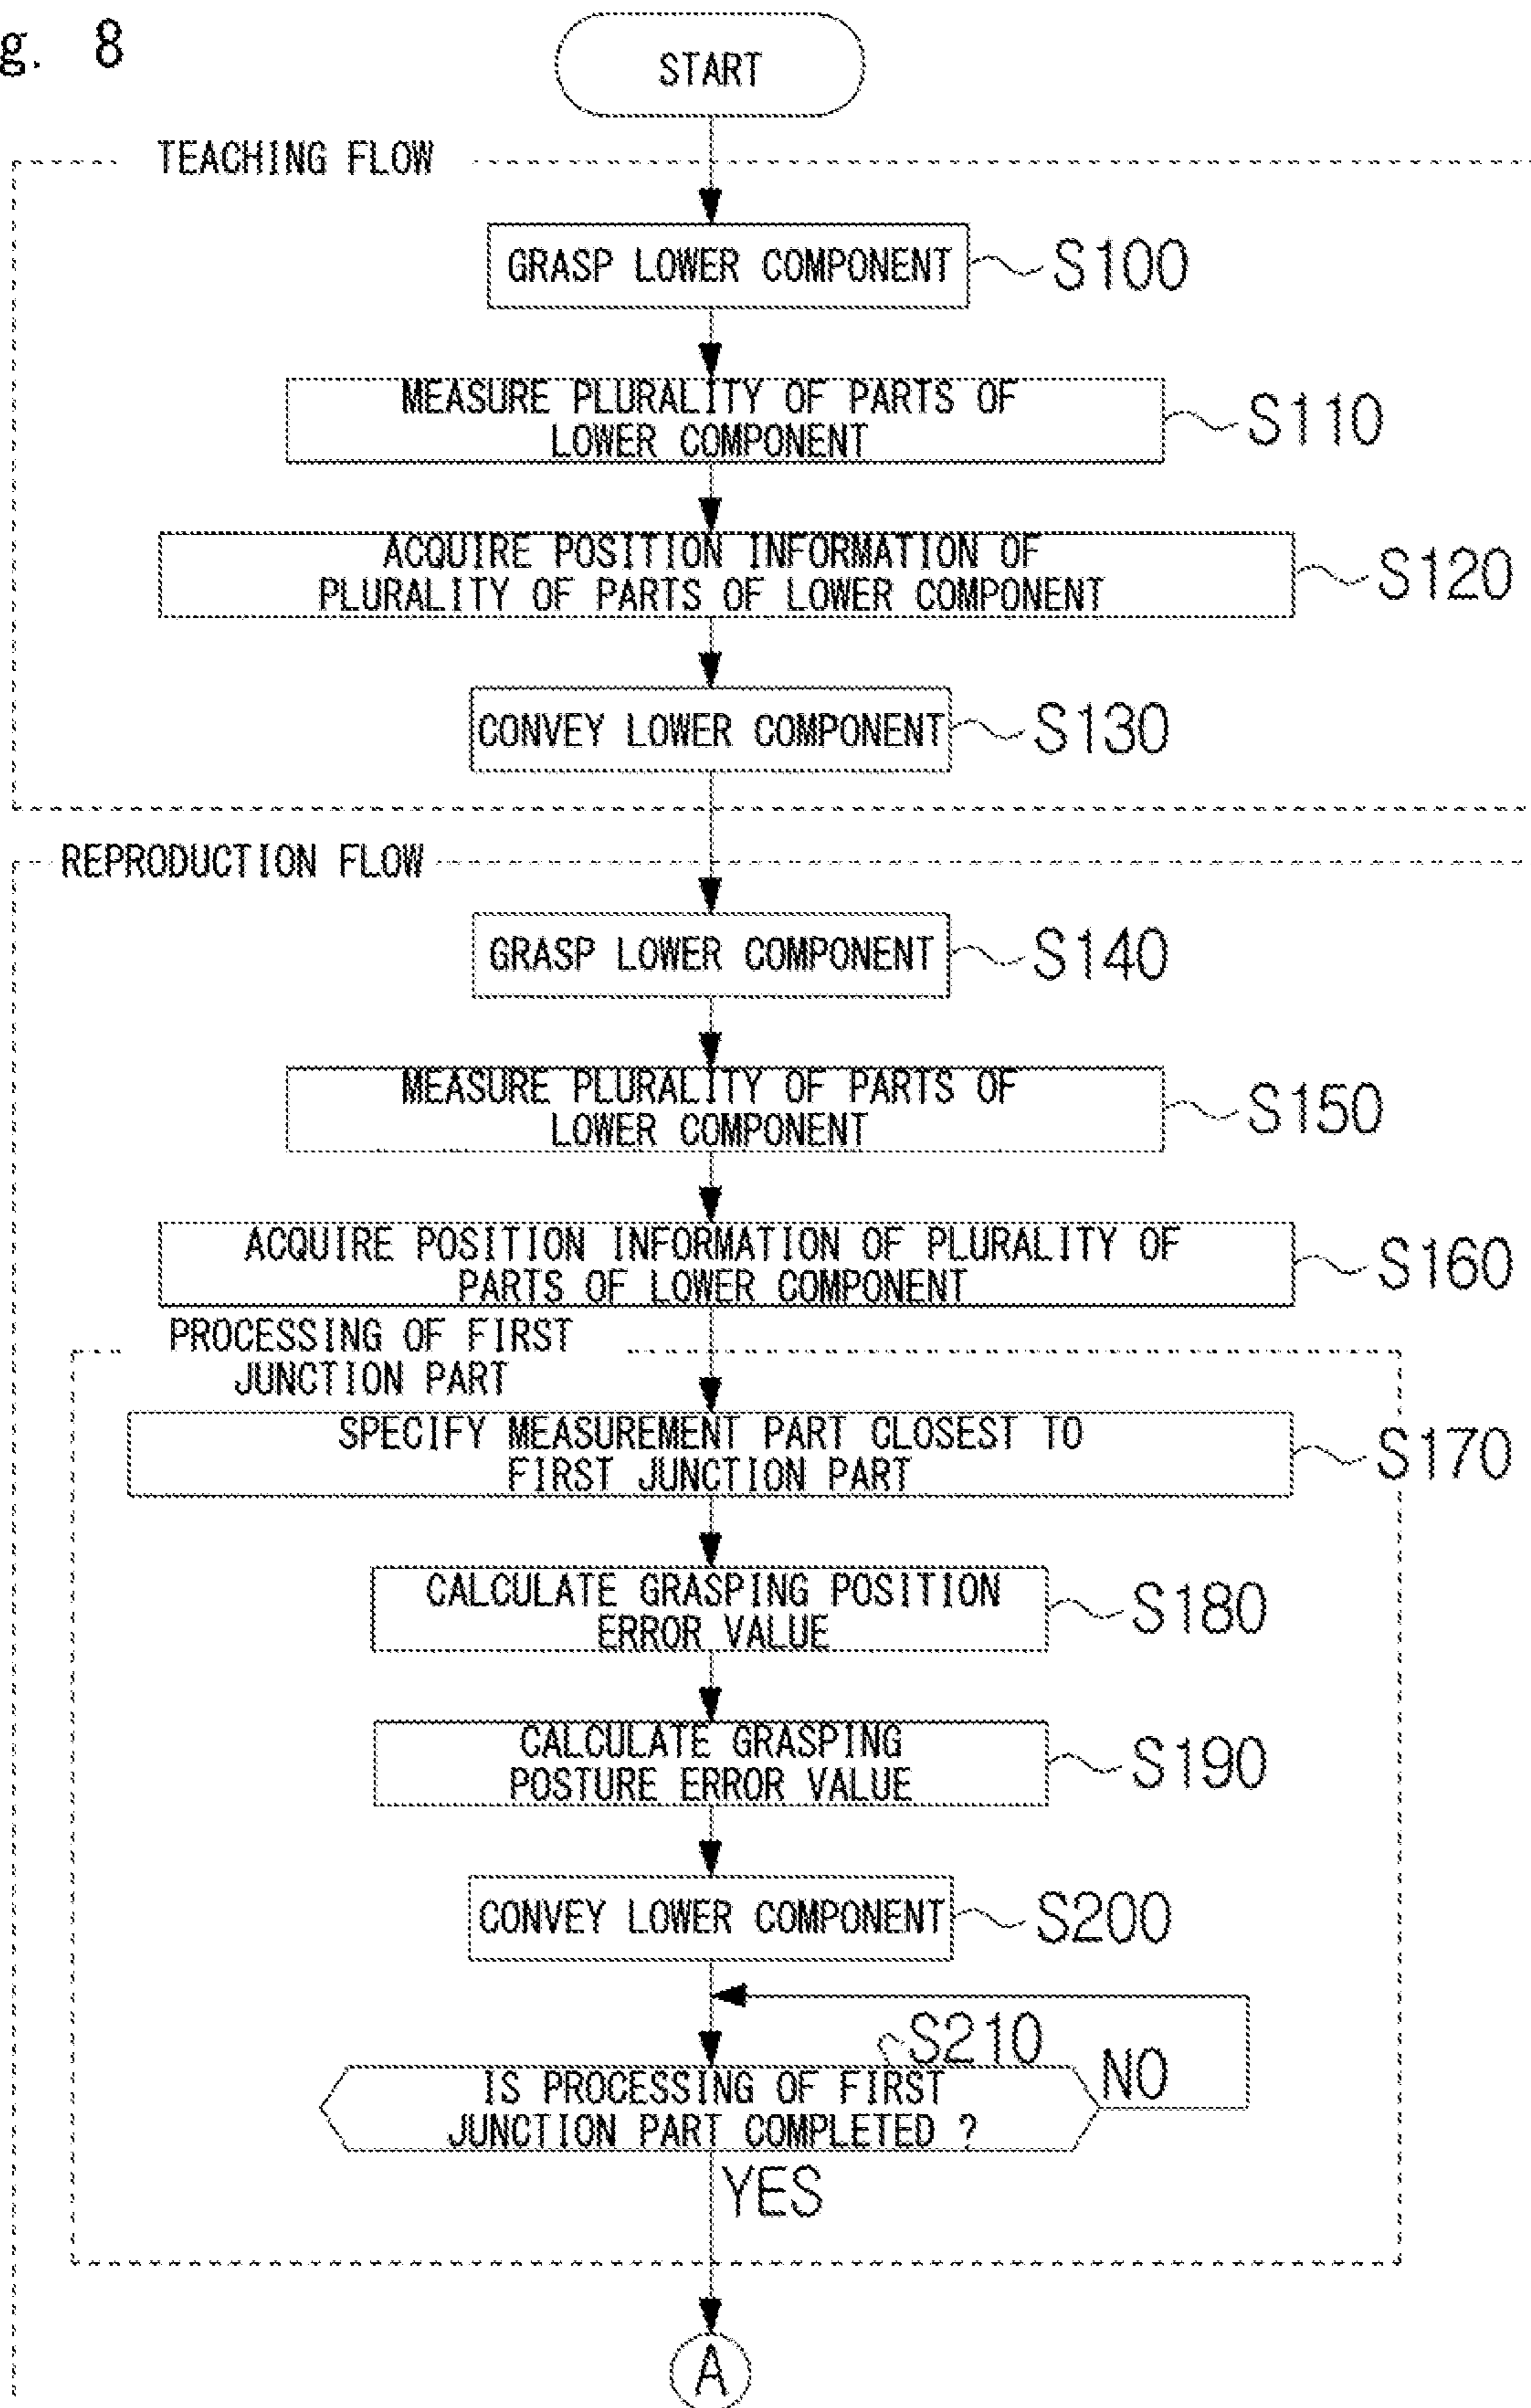 g. 8
START
TEACHING FLOW
GRASP LOWER COMPONENT
S100
MEASURE PLURALITY OF PARTS OF
LOWER COMPONENT
S110
ACQUIRE POSITION INFORMATION OF
PLURALITY OF PARTS OF LOWER COMPONENT
S120
CONVEY LOWER COMPONENT
S130
REPRODUCTION FLOW
GRASP LOWER COMPONENT
S140
MEASURE PLURALITY OF PARTS OF
LOWER COMPONENT
S150
ACQUIRE POSITION INFORMATION OF PLURALITY OF
PARTS OF LOWER COMPONENT
S160
PROCESSING OF FIRST
JUNCTION PART
SPECIFY MEASUREMENT PART CLOSEST TO
FIRST JUNCTION PART
S170
CALCULATE GRASPING POSITION
ERROR VALUE
S180
CALCULATE GRASPING
POSTURE ERROR VALUE
S190
CONVEY LOWER COMPONENT
S200
S210
IS PROCESSING OF FIRST
JUNCTION PART COMPLETED ?
NO
YES
A